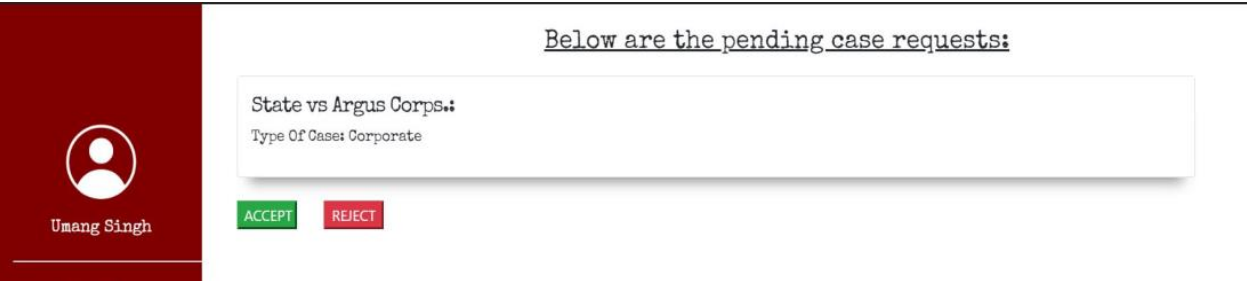 Below are the pending case requests:
State vs Argus Corps.:
Type Of Case: Corporate
ACCEPT REJECT
Umang Singh